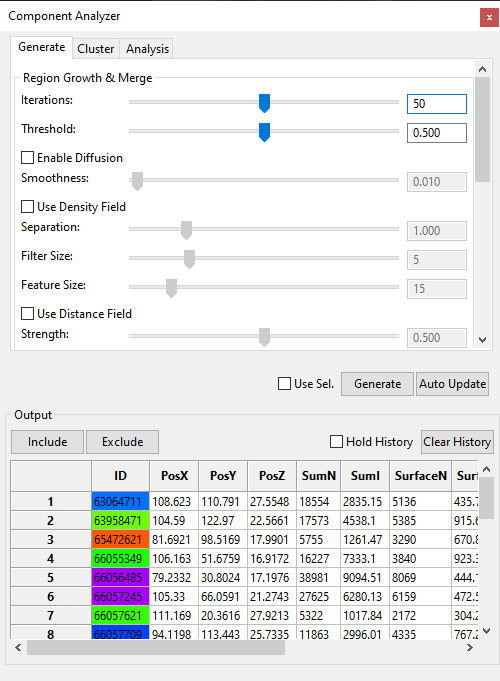 Component Analyzer
Generate Cluster Analysis
Region Growth & Merge
Iterations: 50
Threshold: 0.500
Enable Diffusion
Smoothness: 0.010
Use Density Field
Separation: 1.000
Filter Size: 5
Feature Size: 15
Use Distance Field
Strength: 0.500
Use Sel. Generate Auto Update
Output
Include Exclude Hold History Clear History
ID PosX PosY PosZ SumN SumI SurfaceN Surf
1 63064711 108.623 110.791 27.5548 18554 2835.15 5136 435.7
2 63958471 104.59 122.97 22.5661 17573 4538.1 5385 915.6
3 65472621 81.6921 98.5169 17.9901 5755 1261.47 3290 670.8
4 66055349 106.163 51.6759 16.9172 16227 7333.1 3840 923.3
5 66056485 79.2332 30.8024 17.1976 38981 9094.51 8069 444.1
6 66057245 105.33 66.0591 21.2743 27625 6280.13 6159 472.5
7 66057621 111.169 20.3616 27.9213 5322 1017.84 2172 304.2
8 66057709 94.1198 113.443 25.7335 11863 2996.01 4335 767.2